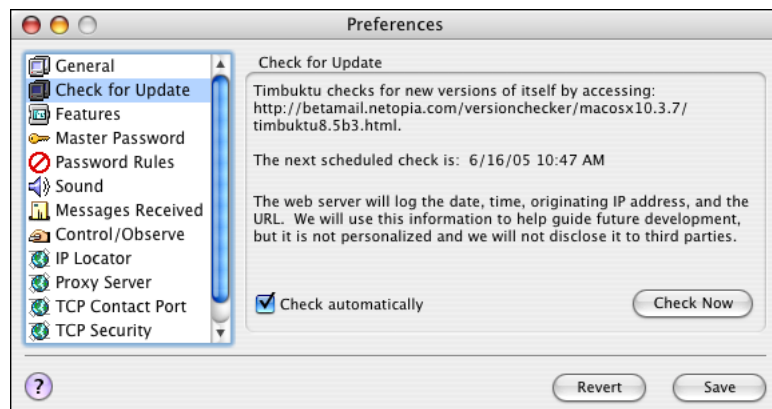 Preferences
General
Check for Update
Features
Master Password
Password Rules
Sound
Messages Received
Control/Observe
IP Locator
Proxy Server
TCP Contact Port
TCP Security
Check for Update
Timbuktu checks for new versions of itself by accessing:
http://betamail.netopia.com/versionchecker/macosx10.3.7/
timbuktu8.5b3.html.
The next scheduled check is: 6/16/05 10:47 AM
The web server will log the date, time, originating IP address, and the
URL. We will use this information to help guide future development,
but it is not personalized and we will not disclose it to third parties.
Check automatically
Check Now
?
Revert
Save